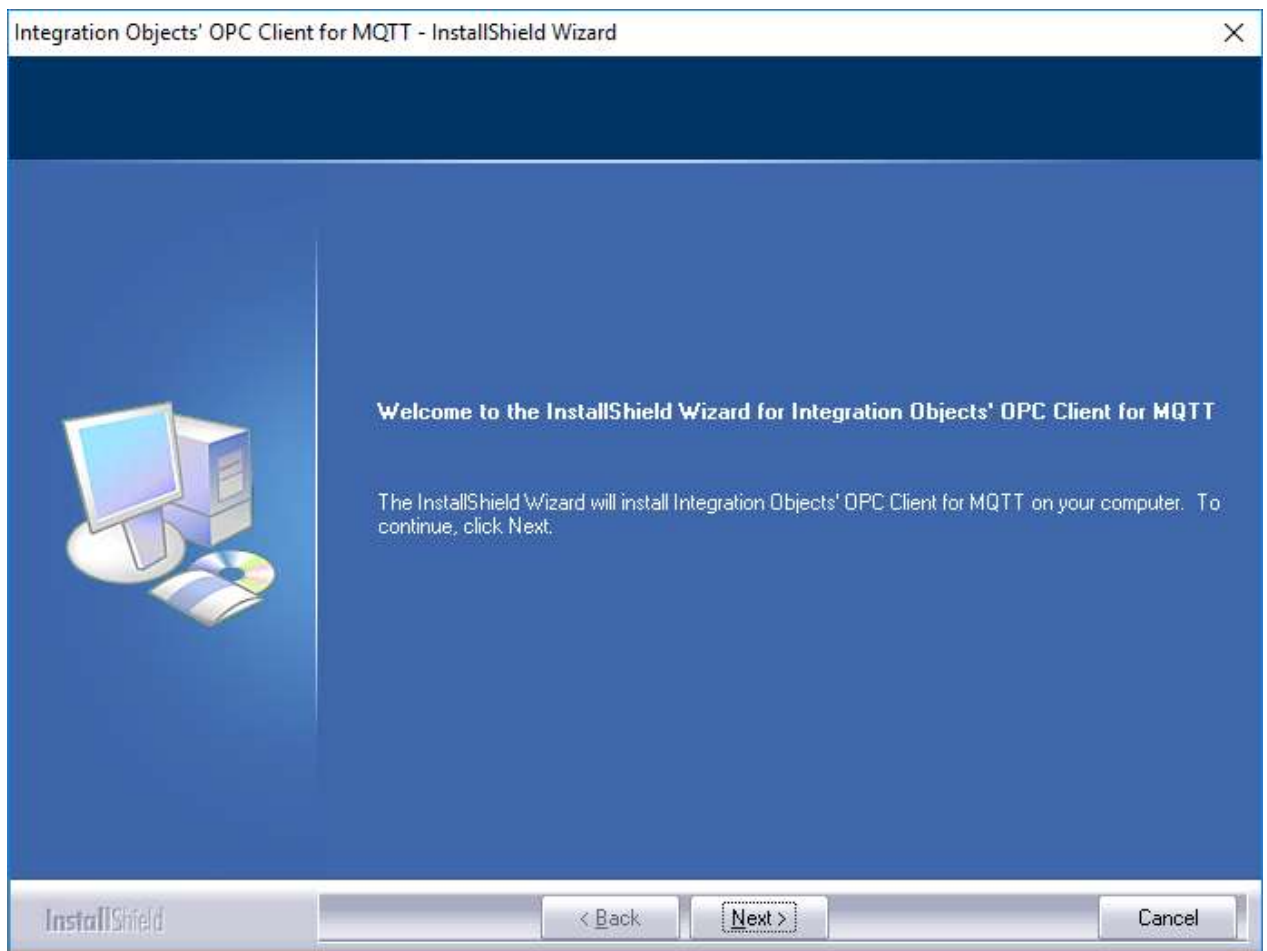 Integration Objects' OPC Client for MQTT - InstallShield Wizard
Welcome to the InstallShield Wizard for Integration Objects' OPC Client for MQTT
The InstallShield Wizard will install Integration Objects' OPC Client for MQTT on your computer. To
continue, click Next.
InstallShield
< Back
Next >
Cancel